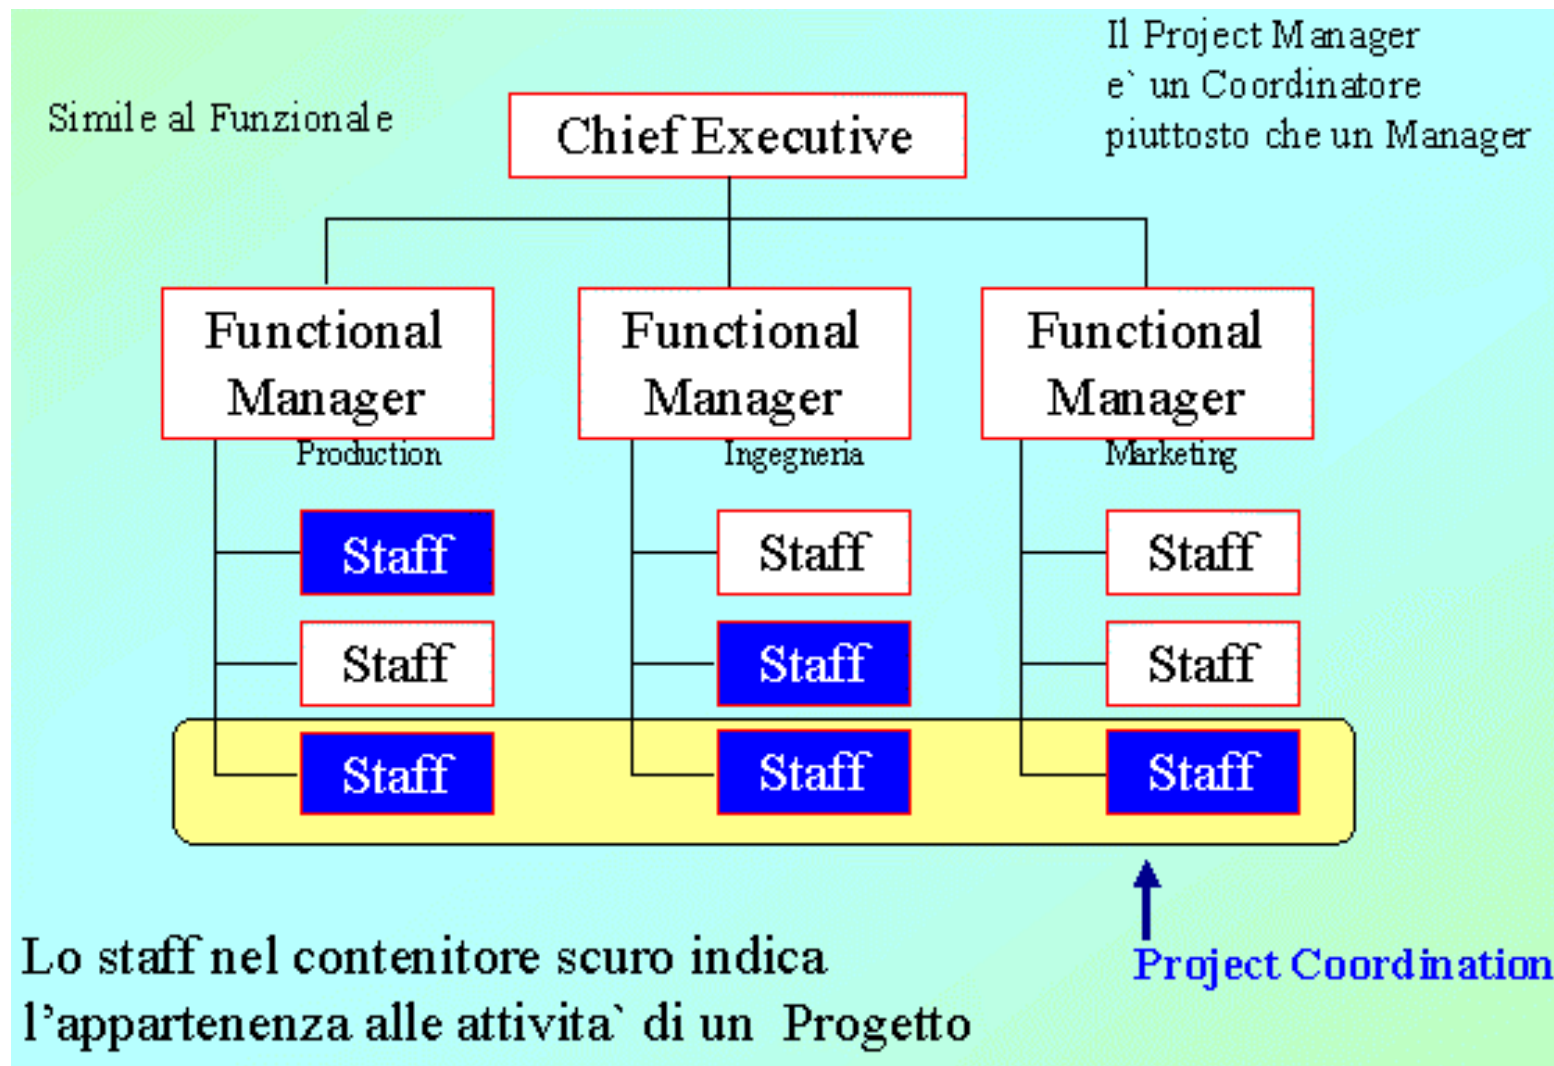 Il Project Manager
e` un Coordinatore
piuttosto che un Manager
Simile al Funzionale
Chief Executive
Functional
Manager
Production
Functional
Manager
Ingegneria
Functional
Manager
Marketing
Staff
Staff
Staff
Staff
Staff
Staff
Staff
Staff
Staff
Project Coordination
Lo staff nel contenitore scuro indica
l’appartenenza alle attivita` di un Progetto